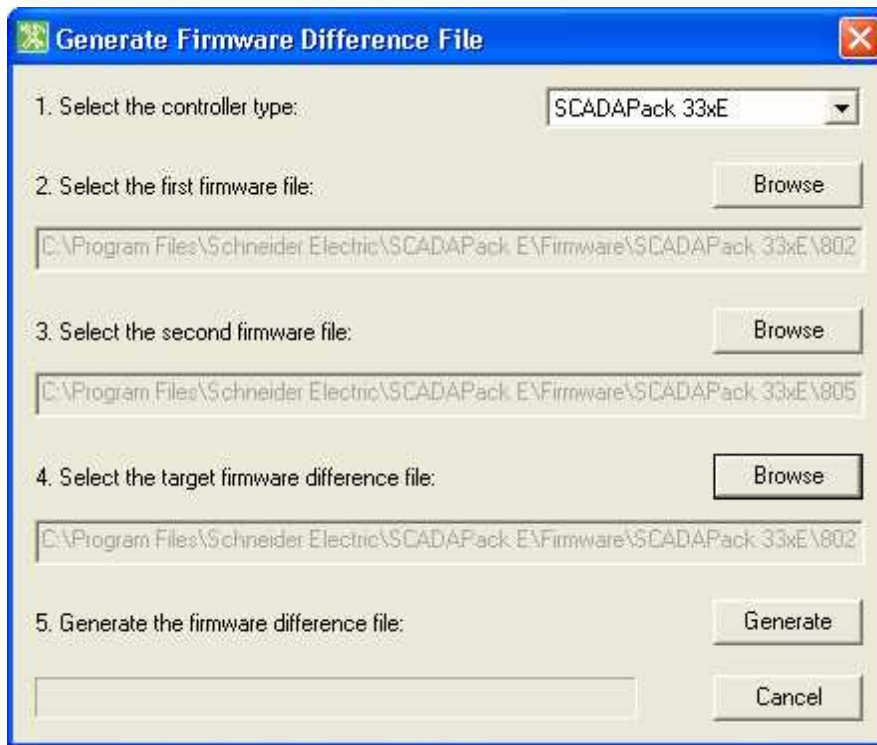 Generate Firmware Difference File
1. Select the controller type: SCADAPack 33xE
2. Select the first firmware file: Browse
C:\Program Files\Schneider Electric\SCADAPack E\Firmware\SCADAPack 33xE\802
3. Select the second firmware file: Browse
C:\Program Files\Schneider Electric\SCADAPack E\Firmware\SCADAPack 33xE\805
4. Select the target firmware difference file: Browse
C:\Program Files\Schneider Electric\SCADAPack E\Firmware\SCADAPack 33xE\802
5. Generate the firmware difference file: Generate
Cancel